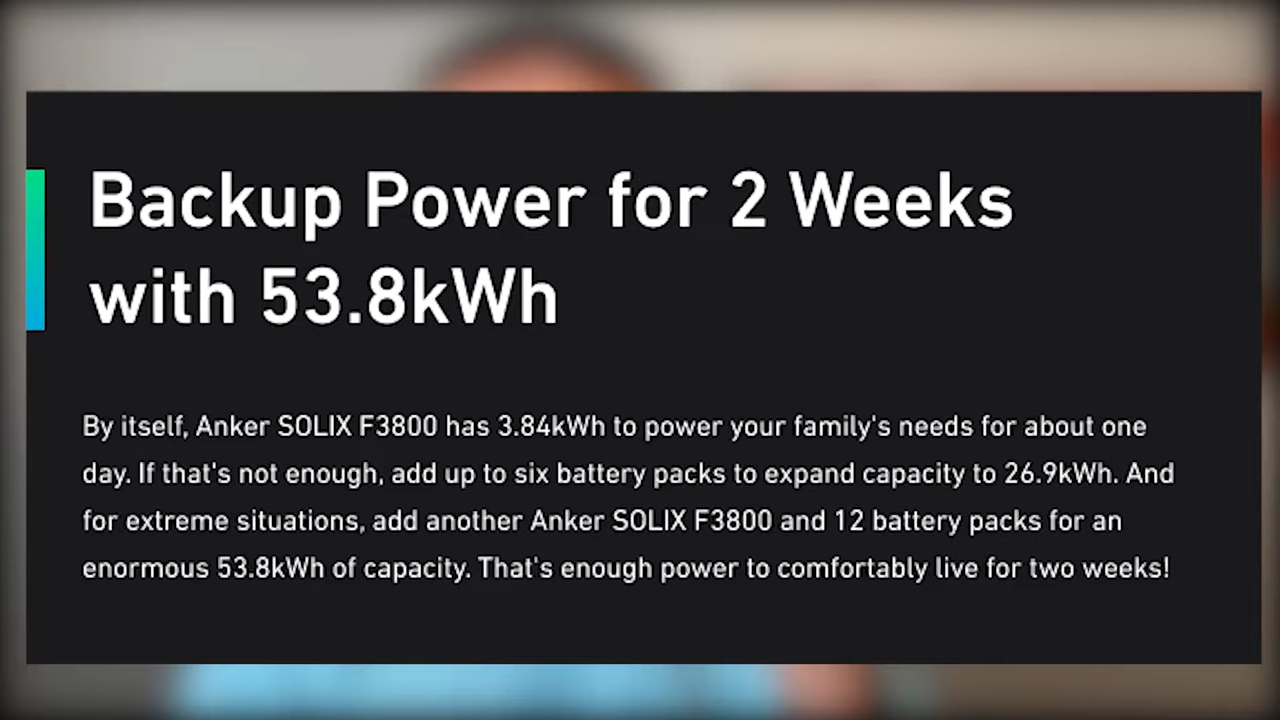 Backup Power for 2 Weeks
with 53.8kWh
By itself, Anker SOLIX F3800 has 3.84kWh to power your family's needs for about one
day. If that's not enough, add up to six battery packs to expand capacity to 26.9kWh. And
for extreme situations, add another Anker SOLIX F3800 and 12 battery packs for an
enormous 53.8kWh of capacity. That's enough power to comfortably live for two weeks!